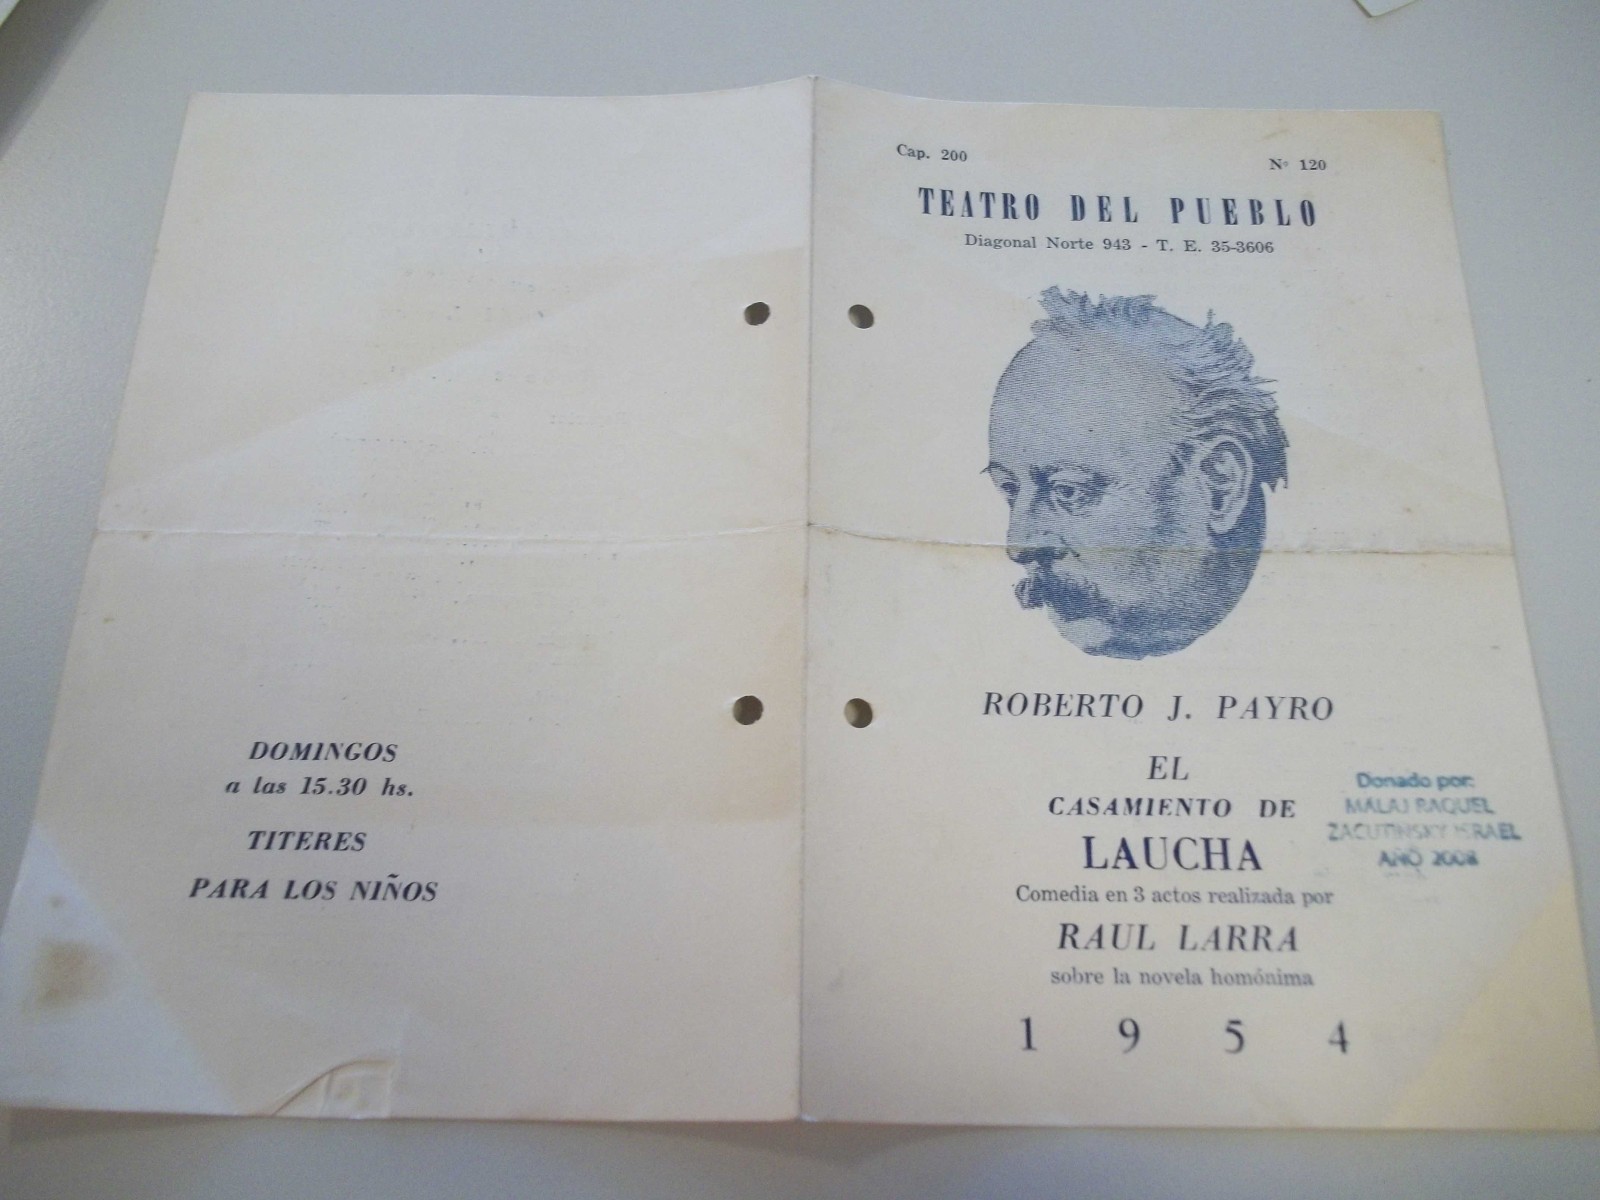 DOMINGOS
a las 15.30 hs.
TITERES
PARA LOS NIÑOS
Cap. 200
Nº 120
TEATRO DEL PUEBLO
Diagonal Norte 943 - T. E. 35-3606
ROBERTO J. PAYRO
EL
CASAMIENTO DE
LAUCHA
Comedia en 3 actos realizada por
RAUL LARRA
sobre la novela homónima
1 9 5 4
Donado por:
MALAJ RAQUEL
ZACUTINSKY ISRAEL
AÑO 2008